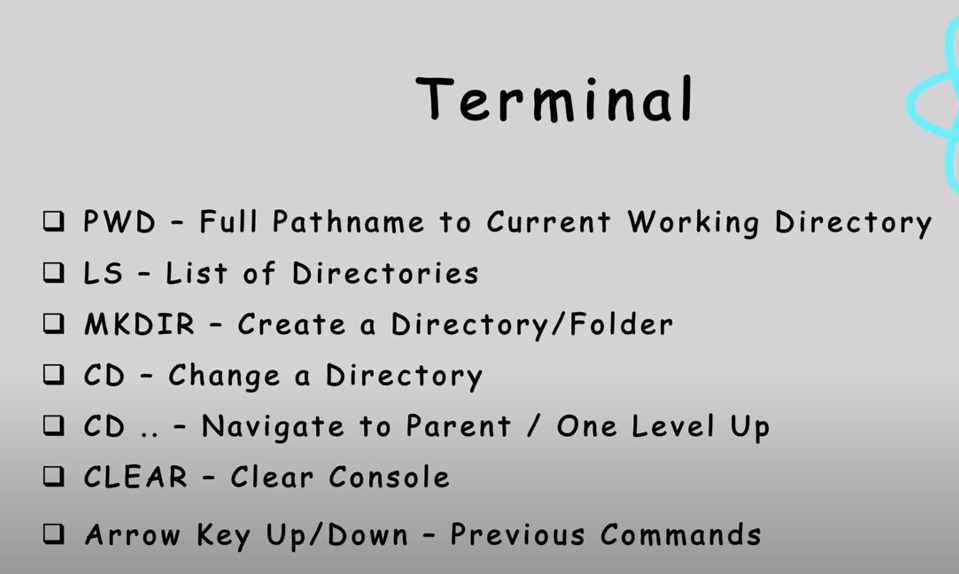 Terminal
❑ PWD – Full Pathname to Current Working Directory
❑ LS – List of Directories
❑ MKDIR – Create a Directory/Folder
❑ CD – Change a Directory
❑ CD .. – Navigate to Parent / One Level Up
❑ CLEAR – Clear Console
❑ Arrow Key Up/Down – Previous Commands